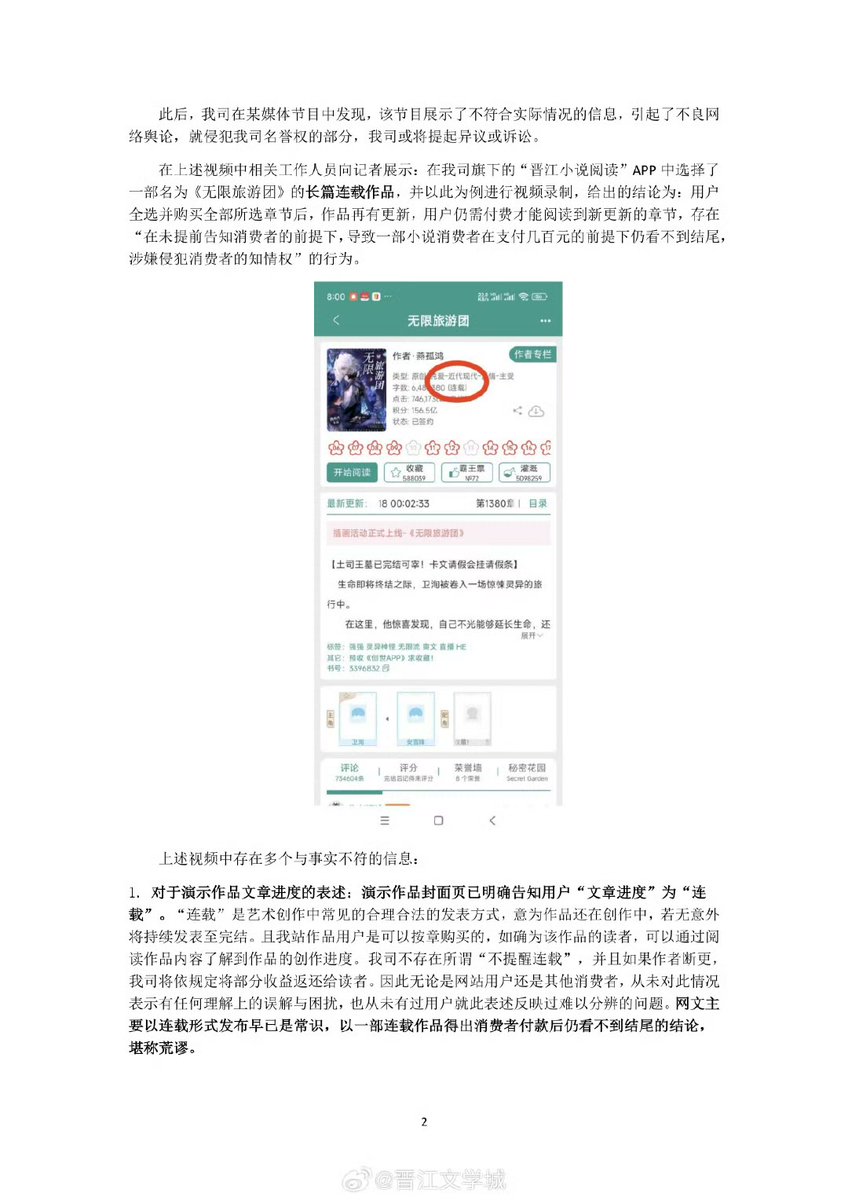 此后，我司在某媒体节目中发现，该节目展示了不符合实际情况的信息，引起了不良网
络舆论，就侵犯我司名誉权的部分，我司或将提起异议或诉讼。
在上述视频中相关工作人员向记者展示：在我司旗下的“晋江小说阅读”APP 中选择了
一部名为《无限旅游团》的长篇连载作品，并以此为例进行视频录制，给出的结论为：用户
全选并购买全部所选章节后，作品再有更新，用户仍需付费才能阅读到新更新的章节，存在
“在未提前告知消费者的前提下，导致一部小说消费者在支付几百元的前提下仍看不到结尾，
涉嫌侵犯消费者的知情权”的行为。
8:00
无限旅游团
无限
旅游团
作者·燕孤鸿
作者专栏
类型: 原创-纯爱-近代现代-
-主受
字数: 6,48
380 (连载)
点击: 746,173
积分: 156.5亿
状态: 已签约
开始阅读
收藏
588039
霸王票
№72
灌溉
5098259
最新更新:
18 00:02:33
第1380章
目录
插画活动正式上线-《无限旅游团》
【土司王墓已完结可宰！卡文请假会挂请假条】
生命即将终结之际，卫洵被卷入一场惊悚灵异的旅
行中。
在这里，他惊喜发现，自己不光能够延长生命，还
展开
标签: 强强 灵异神怪 无限流 爽文 直播 HE
其它: 预收《创世APP》求收藏！
书号: 3396832
主角
卫洵
配角
评论
734604条
评分
完结后记得来评分
荣誉墙
8 个荣誉
秘密花园
Secret Garden
上述视频中存在多个与事实不符的信息：
1. 对于演示作品文章进度的表述：演示作品封面页已明确告知用户“文章进度”为“连
载”。“连载”是艺术创作中常见的合理合法的发表方式，意为作品还在创作中，若无意外
将持续发表至完结。且我站作品用户是可以按章购买的，如确为该作品的读者，可以通过阅
读作品内容了解到作品的创作进度。我司不存在所谓“不提醒连载”，并且如果作者断更，
我司将依规定将部分收益返还给读者。因此无论是网站用户还是其他消费者，从未对此情况
表示有任何理解上的误解与困扰，也从未有过用户就此表述反映过难以分辨的问题。网文主
要以连载形式发布早已是常识，以一部连载作品得出消费者付款后仍看不到结尾的结论，
堪称荒谬。
2
@晋江文学城